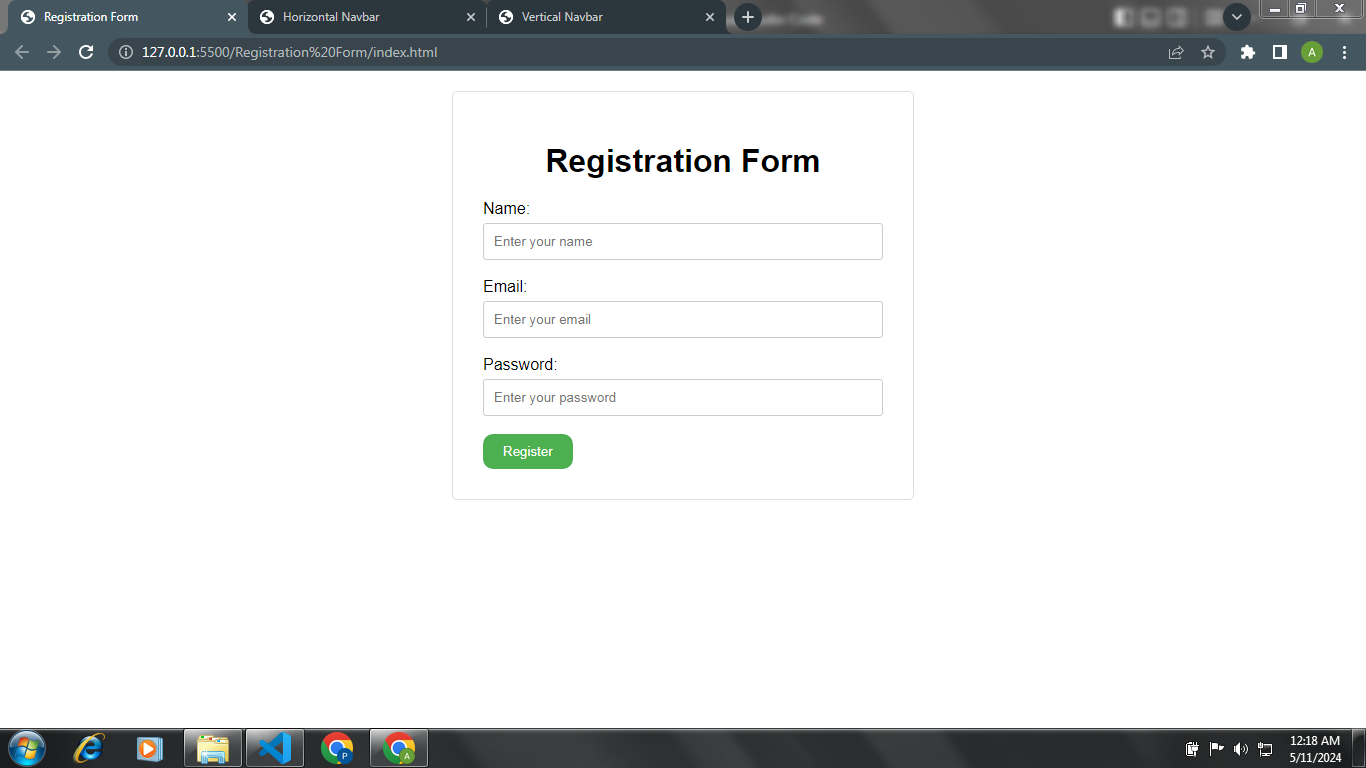 Registration Form
Horizontal Navbar
Vertical Navbar
127.0.0.1:5500/Registration%20Form/index.html
A
Registration Form
Name:
Enter your name
Email:
Enter your email
Password:
Enter your password
Register
P
A
12:18 AM
5/11/2024